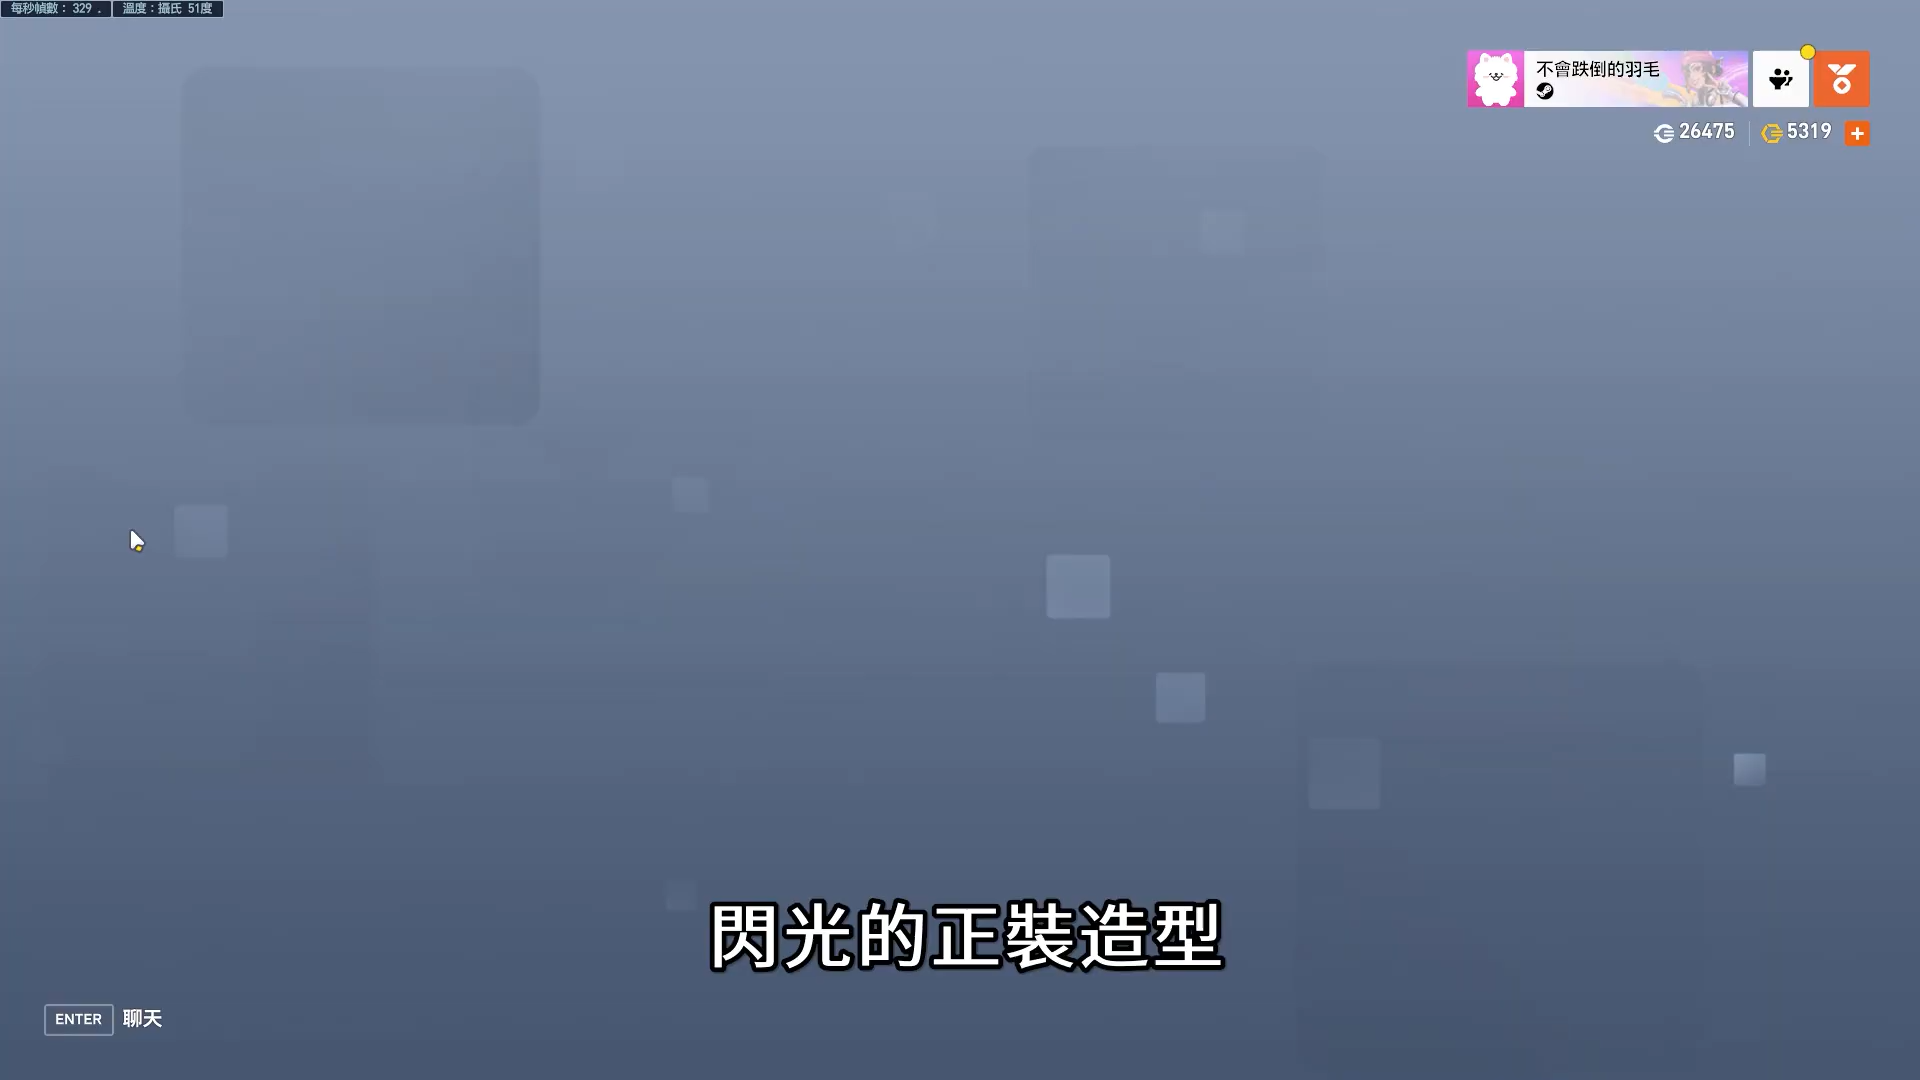 每秒幀數：329 .
溫度：攝氏 51度
不會跌倒的羽毛
26475
5319
閃光的正裝造型
ENTER 聊天